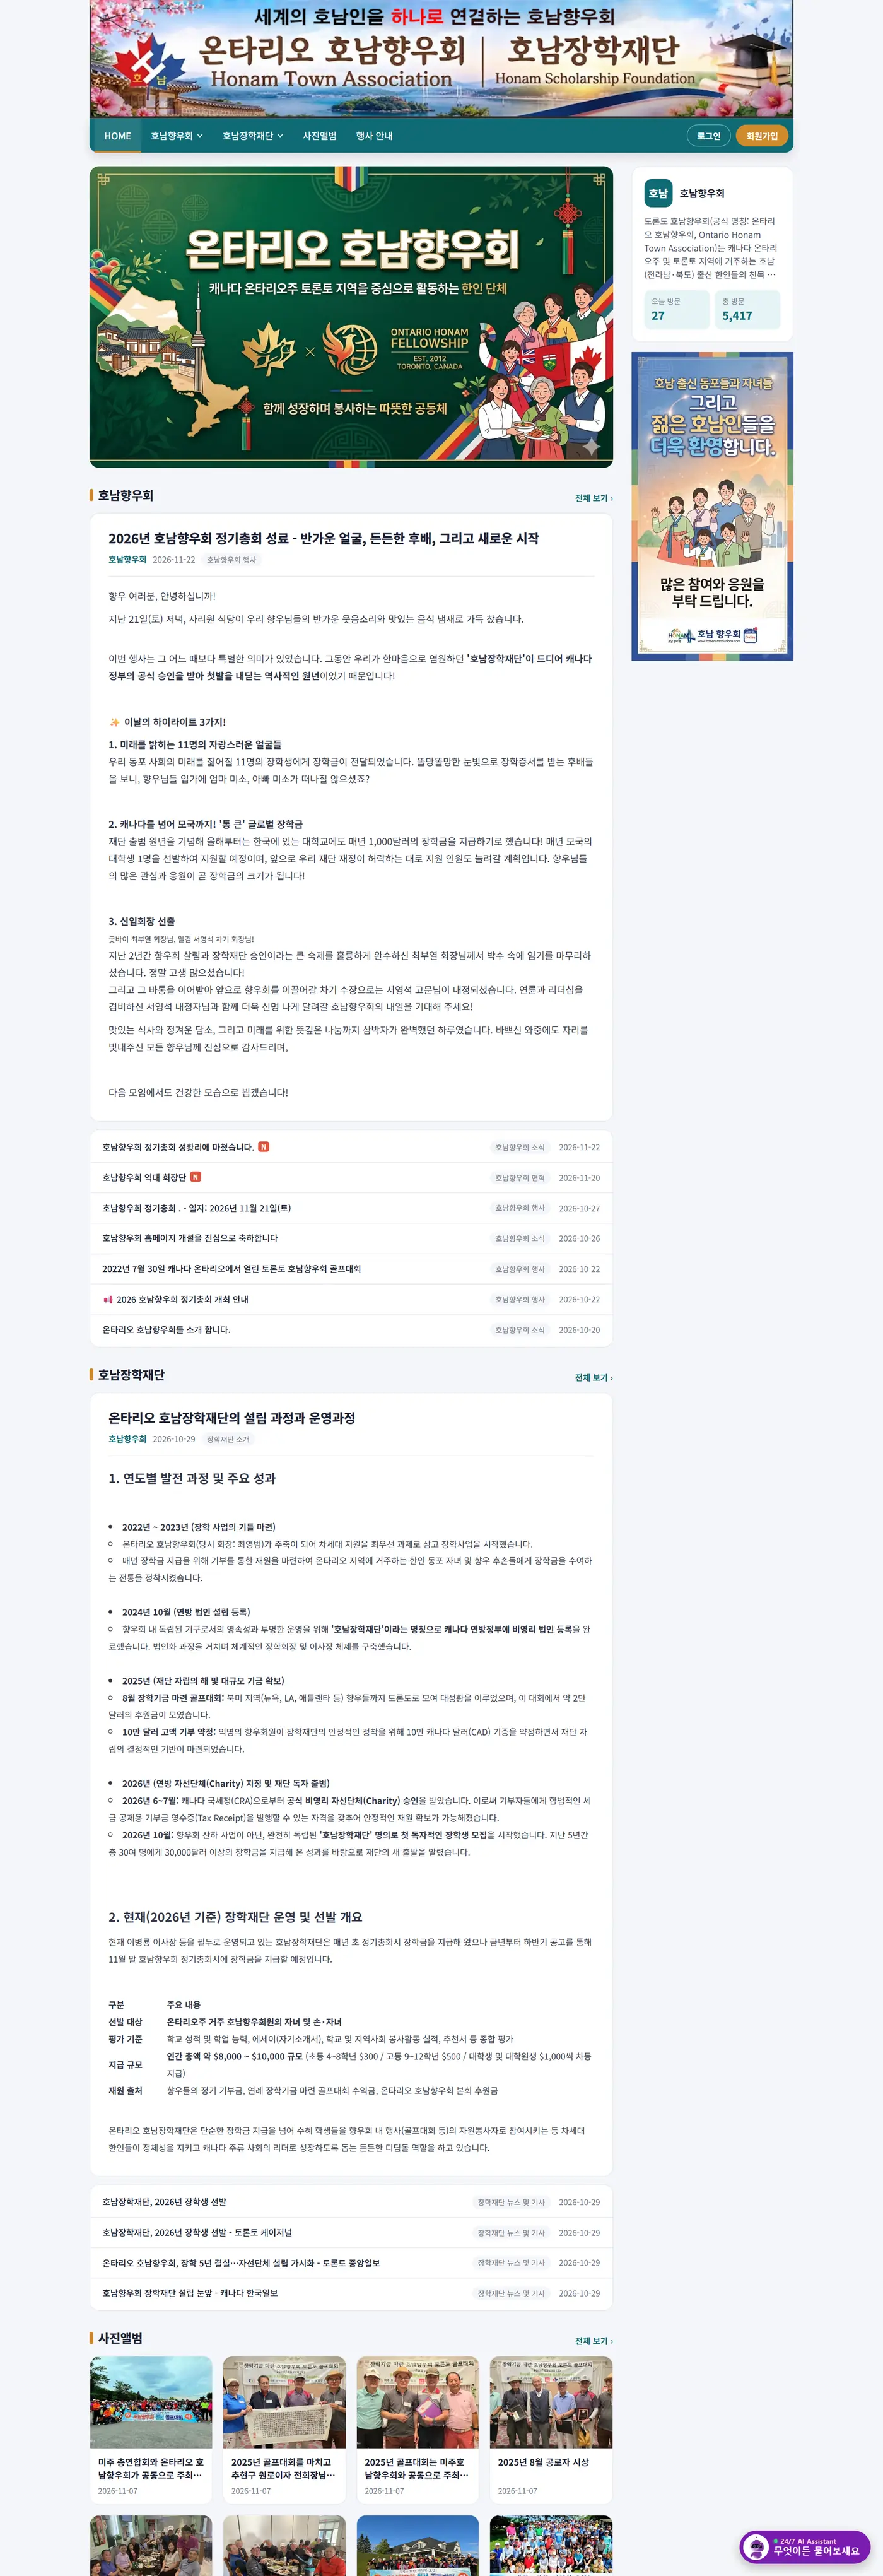 세계의 호남인을 하나로 연결하는 호남향우회
온타리오 호남향우회 | 호남장학재단
Honam Town Association | Honam Scholarship Foundation
호 남
HOME 호남향우회 호남장학재단 사진앨범 행사 안내 로그인 회원가입
온타리오 호남향우회
캐나다 온타리오주 토론토 지역을 중심으로 활동하는 한인 단체
ONTARIO HONAM
FELLOWSHIP
EST. 2012
TORONTO, CANADA
함께 성장하며 봉사하는 따뜻한 공동체
호남 호남향우회
토론토 호남향우회(공식 명칭: 온타리
오 호남향우회, Ontario Honam
Town Association)는 캐나다 온타리
오주 및 토론토 지역에 거주하는 호남
(전라남·북도) 출신 한인들의 친목 …
오늘 방문
27
총 방문
5,417
호남 출신 동포들과 자녀들
그리고
젊은 호남인들을
더욱 환영합니다.
많은 참여와 응원을
부탁 드립니다.
호남 향우회
호남향우회
전체 보기 ›
2026년 호남향우회 정기총회 성료 - 반가운 얼굴, 든든한 후배, 그리고 새로운 시작
호남향우회 2026-11-22 호남향우회 행사
향우 여러분, 안녕하십니까!
지난 21일(토) 저녁, 사리원 식당이 우리 향우님들의 반가운 웃음소리와 맛있는 음식 냄새로 가득 찼습니다.
이번 행사는 그 어느 때보다 특별한 의미가 있었습니다. 그동안 우리가 한마음으로 염원하던 '호남장학재단'이 드디어 캐나다
정부의 공식 승인을 받아 첫발을 내딛는 역사적인 원년이었기 때문입니다!
✨ 이날의 하이라이트 3가지!
1. 미래를 밝히는 11명의 자랑스러운 얼굴들
우리 동포 사회의 미래를 짊어질 11명의 장학생에게 장학금이 전달되었습니다. 똘망똘망한 눈빛으로 장학증서를 받는 후배들
을 보니, 향우님들 입가에 엄마 미소, 아빠 미소가 떠나질 않으셨죠?
2. 캐나다를 넘어 모국까지! '통 큰' 글로벌 장학금
재단 출범 원년을 기념해 올해부터는 한국에 있는 대학교에도 매년 1,000달러의 장학금을 지급하기로 했습니다! 매년 모국의
대학생 1명을 선발하여 지원할 예정이며, 앞으로 우리 재단 재정이 허락하는 대로 지원 인원도 늘려갈 계획입니다. 향우님들
의 많은 관심과 응원이 곧 장학금의 크기가 됩니다!
3. 신임회장 선출
굿바이 최부열 회장님, 웰컴 서영석 차기 회장님!
지난 2년간 향우회 살림과 장학재단 승인이라는 큰 숙제를 훌륭하게 완수하신 최부열 회장님께서 박수 속에 임기를 마무리하
셨습니다. 정말 고생 많으셨습니다!
그리고 그 바통을 이어받아 앞으로 향우회를 이끌어갈 차기 수장으로는 서영석 고문님이 내정되셨습니다. 연륜과 리더십을
겸비하신 서영석 내정자님과 함께 더욱 신명 나게 달려갈 호남향우회의 내일을 기대해 주세요!
맛있는 식사와 정겨운 담소, 그리고 미래를 위한 뜻깊은 나눔까지 삼박자가 완벽했던 하루였습니다. 바쁘신 와중에도 자리를
빛내주신 모든 향우님께 진심으로 감사드리며,
다음 모임에서도 건강한 모습으로 뵙겠습니다!
호남향우회 정기총회 성황리에 마쳤습니다. N 호남향우회 소식 2026-11-22
호남향우회 역대 회장단 N 호남향우회 연혁 2026-11-20
호남향우회 정기총회 . - 일자: 2026년 11월 21일(토) 호남향우회 행사 2026-10-27
호남향우회 홈페이지 개설을 진심으로 축하합니다 호남향우회 소식 2026-10-26
2022년 7월 30일 캐나다 온타리오에서 열린 토론토 호남향우회 골프대회 호남향우회 행사 2026-10-22
2026 호남향우회 정기총회 개최 안내 호남향우회 행사 2026-10-22
온타리오 호남향우회를 소개 합니다. 호남향우회 소식 2026-10-20
호남장학재단
전체 보기 ›
온타리오 호남장학재단의 설립 과정과 운영과정
호남향우회 2026-10-29 장학재단 소개
1. 연도별 발전 과정 및 주요 성과
● 2022년 ~ 2023년 (장학 사업의 기틀 마련)
○ 온타리오 호남향우회(당시 회장: 최영범)가 주축이 되어 차세대 지원을 최우선 과제로 삼고 장학사업을 시작했습니다.
○ 매년 장학금 지급을 위해 기부를 통한 재원을 마련하여 온타리오 지역에 거주하는 한인 동포 자녀 및 향우 후손들에게 장학금을 수여하
는 전통을 정착시켰습니다.
● 2024년 10월 (연방 법인 설립 등록)
○ 향우회 내 독립된 기구로서의 영속성과 투명한 운영을 위해 '호남장학재단'이라는 명칭으로 캐나다 연방정부에 비영리 법인 등록을 완
료했습니다. 법인화 과정을 거치며 체계적인 장학회장 및 이사장 체제를 구축했습니다.
● 2025년 (재단 자립의 해 및 대규모 기금 확보)
○ 8월 장학기금 마련 골프대회: 북미 지역(뉴욕, LA, 애틀랜타 등) 향우들까지 토론토로 모여 대성황을 이루었으며, 이 대회에서 약 2만
달러의 후원금이 모였습니다.
○ 10만 달러 고액 기부 약정: 익명의 향우회원이 장학재단의 안정적인 정착을 위해 10만 캐나다 달러(CAD) 기증을 약정하면서 재단 자
립의 결정적인 기반이 마련되었습니다.
● 2026년 (연방 자선단체(Charity) 지정 및 재단 독자 출범)
○ 2026년 6~7월: 캐나다 국세청(CRA)으로부터 공식 비영리 자선단체(Charity) 승인을 받았습니다. 이로써 기부자들에게 합법적인 세
금 공제용 기부금 영수증(Tax Receipt)을 발행할 수 있는 자격을 갖추어 안정적인 재원 확보가 가능해졌습니다.
○ 2026년 10월: 향우회 산하 사업이 아닌, 완전히 독립된 '호남장학재단' 명의로 첫 독자적인 장학생 모집을 시작했습니다. 지난 5년간
총 30여 명에게 30,000달러 이상의 장학금을 지급해 온 성과를 바탕으로 재단의 새 출발을 알렸습니다.
2. 현재(2026년 기준) 장학재단 운영 및 선발 개요
현재 이병룡 이사장 등을 필두로 운영되고 있는 호남장학재단은 매년 초 정기총회시 장학금을 지급해 왔으나 금년부터 하반기 공고를 통해
11월 말 호남향우회 정기총회시에 장학금을 지급할 예정입니다.
구분 주요 내용
선발 대상 온타리오주 거주 호남향우회원의 자녀 및 손·자녀
평가 기준 학교 성적 및 학업 능력, 에세이(자기소개서), 학교 및 지역사회 봉사활동 실적, 추천서 등 종합 평가
지급 규모 연간 총액 약 $8,000 ~ $10,000 규모 (초등 4~8학년 $300 / 고등 9~12학년 $500 / 대학생 및 대학원생 $1,000씩 차등
지급)
재원 출처 향우들의 정기 기부금, 연례 장학기금 마련 골프대회 수익금, 온타리오 호남향우회 본회 후원금
온타리오 호남장학재단은 단순한 장학금 지급을 넘어 수혜 학생들을 향우회 내 행사(골프대회 등)의 자원봉사자로 참여시키는 등 차세대
한인들이 정체성을 지키고 캐나다 주류 사회의 리더로 성장하도록 돕는 든든한 디딤돌 역할을 하고 있습니다.
호남장학재단, 2026년 장학생 선발 장학재단 뉴스 및 기사 2026-10-29
호남장학재단, 2026년 장학생 선발 - 토론토 케이저널 장학재단 뉴스 및 기사 2026-10-29
온타리오 호남향우회, 장학 5년 결실…자선단체 설립 가시화 - 토론토 중앙일보 장학재단 뉴스 및 기사 2026-10-29
호남향우회 장학재단 설립 눈앞 - 캐나다 한국일보 장학재단 뉴스 및 기사 2026-10-29
사진앨범
전체 보기 ›
미주 총연합회와 온타리오 호
남향우회가 공동으로 주최…
2026-11-07
2025년 골프대회를 마치고
추현구 원로이자 전회장님…
2026-11-07
2025년 골프대회는 미주호
남향우회와 공동으로 주최…
2026-11-07
2025년 8월 공로자 시상
2026-11-07
24/7 AI Assistant
무엇이든 물어보세요